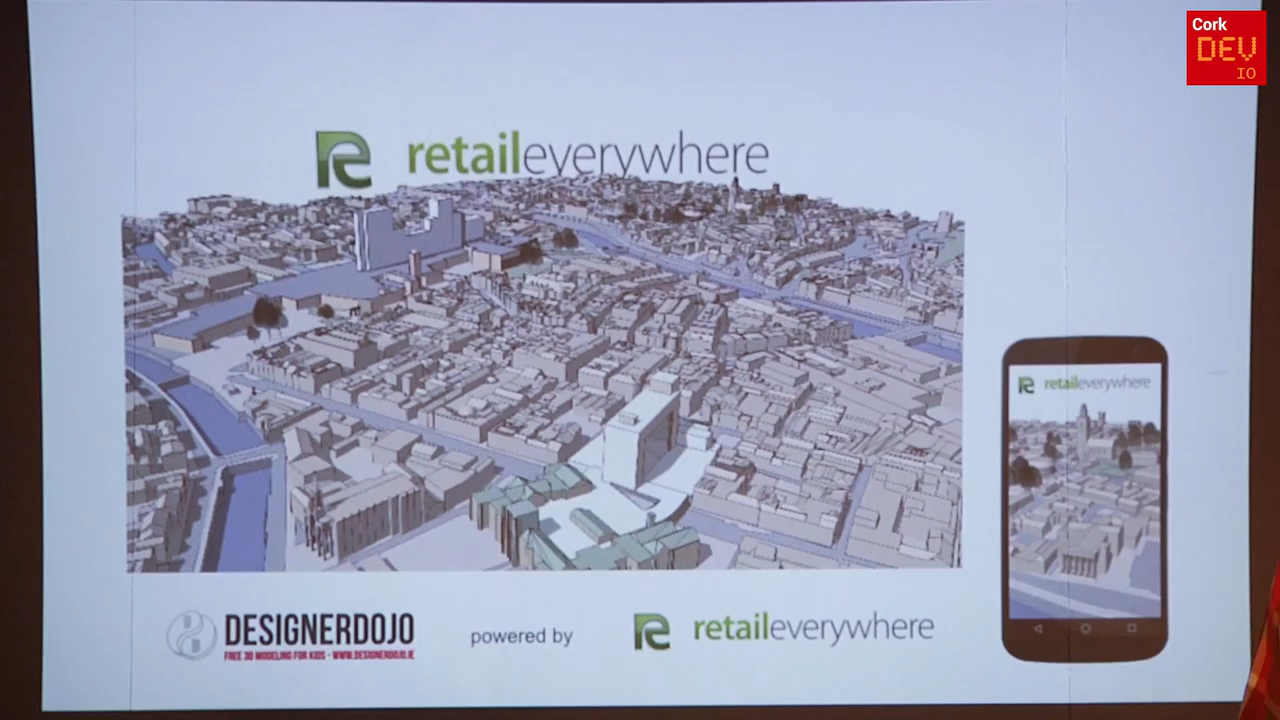 Cork
DEV
IO
retaileverywhere
retaileverywhere
DESIGNERDOJO
FREE 3D MODELING FOR KIDS - WWW.DESIGNERDOJO.IE
powered by
retaileverywhere